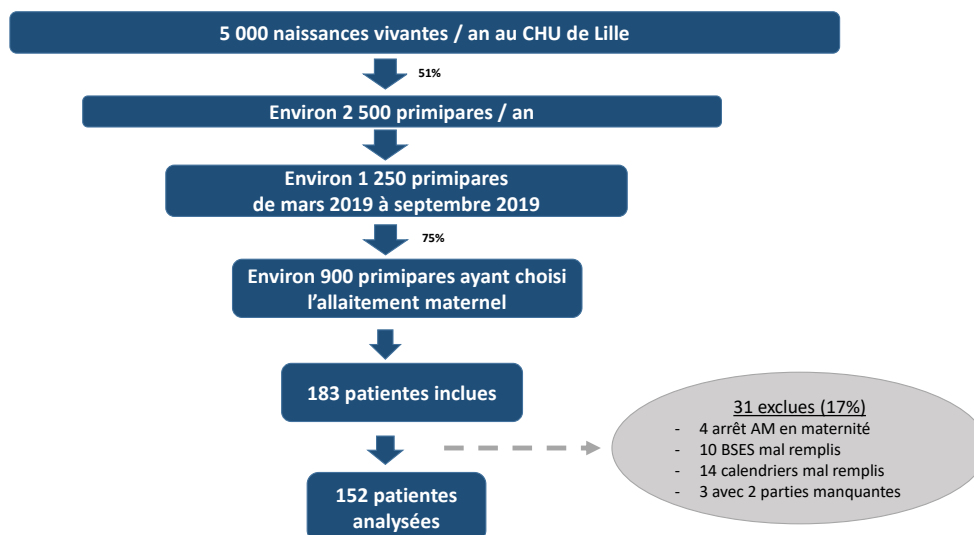 5 000 naissances vivantes / an au CHU de Lille
51%
Environ 2 500 primipares / an
Environ 1 250 primipares
de mars 2019 à septembre 2019
75%
Environ 900 primipares ayant choisi
l’allaitement maternel
183 patientes inclues
31 exclues (17%)
- 4 arrêt AM en maternité
- 10 BSES mal remplis
- 14 calendriers mal remplis
- 3 avec 2 parties manquantes
152 patientes
analysées